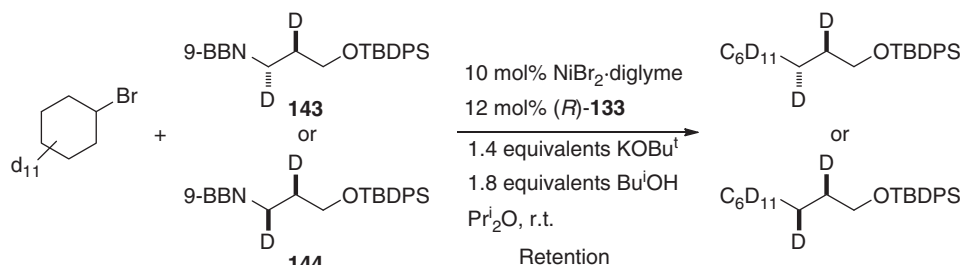 Br
d11
+
D
9-BBN
OTBDPS
D
143
or
D
9-BBN
OTBDPS
D
144
10 mol% NiBr2·diglyme
12 mol% (R)-133
1.4 equivalents KOBut
1.8 equivalents BuiOH
Pri2O, r.t.
Retention
D
C6D11
OTBDPS
D
or
D
C6D11
OTBDPS
D